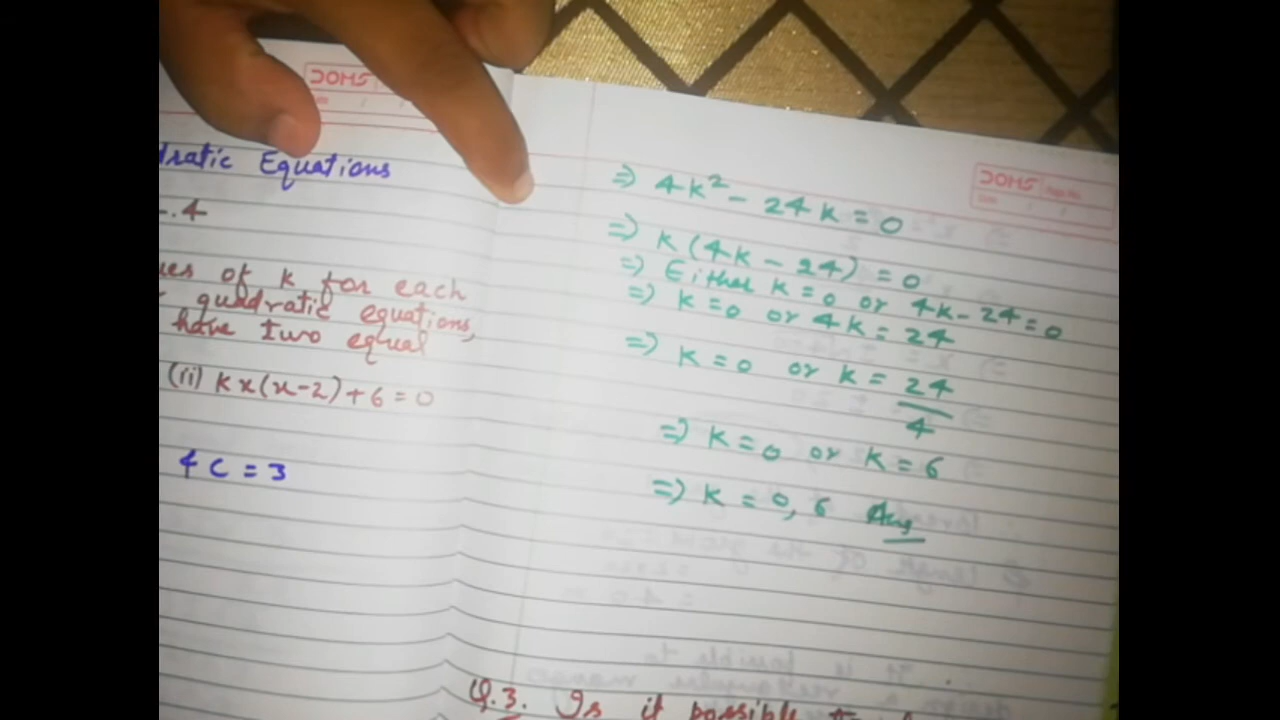 DOMS
Equations
.4
of k for each
quadratic equations,
have two equal
(ii) kx(x-2)+6=0
C = 3
DOMS
=> 4k² - 24k = 0
=> k(4k - 24) = 0
=> Either k = 0 or 4k - 24 = 0
=> k = 0 or 4k = 24
=> k = 0 or k = 24/4
=> k = 0 or k = 6
=> k = 0, 6 Ans
Q.3. Is it possible to